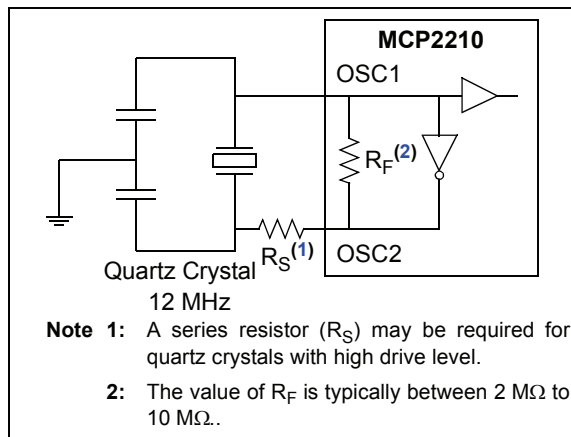 MCP2210
OSC1
RF(2)
RS(1)
OSC2
Quartz Crystal
12 MHz
Note 1: A series resistor (RS) may be required for
quartz crystals with high drive level.
2: The value of RF is typically between 2 MΩ to
10 MΩ..